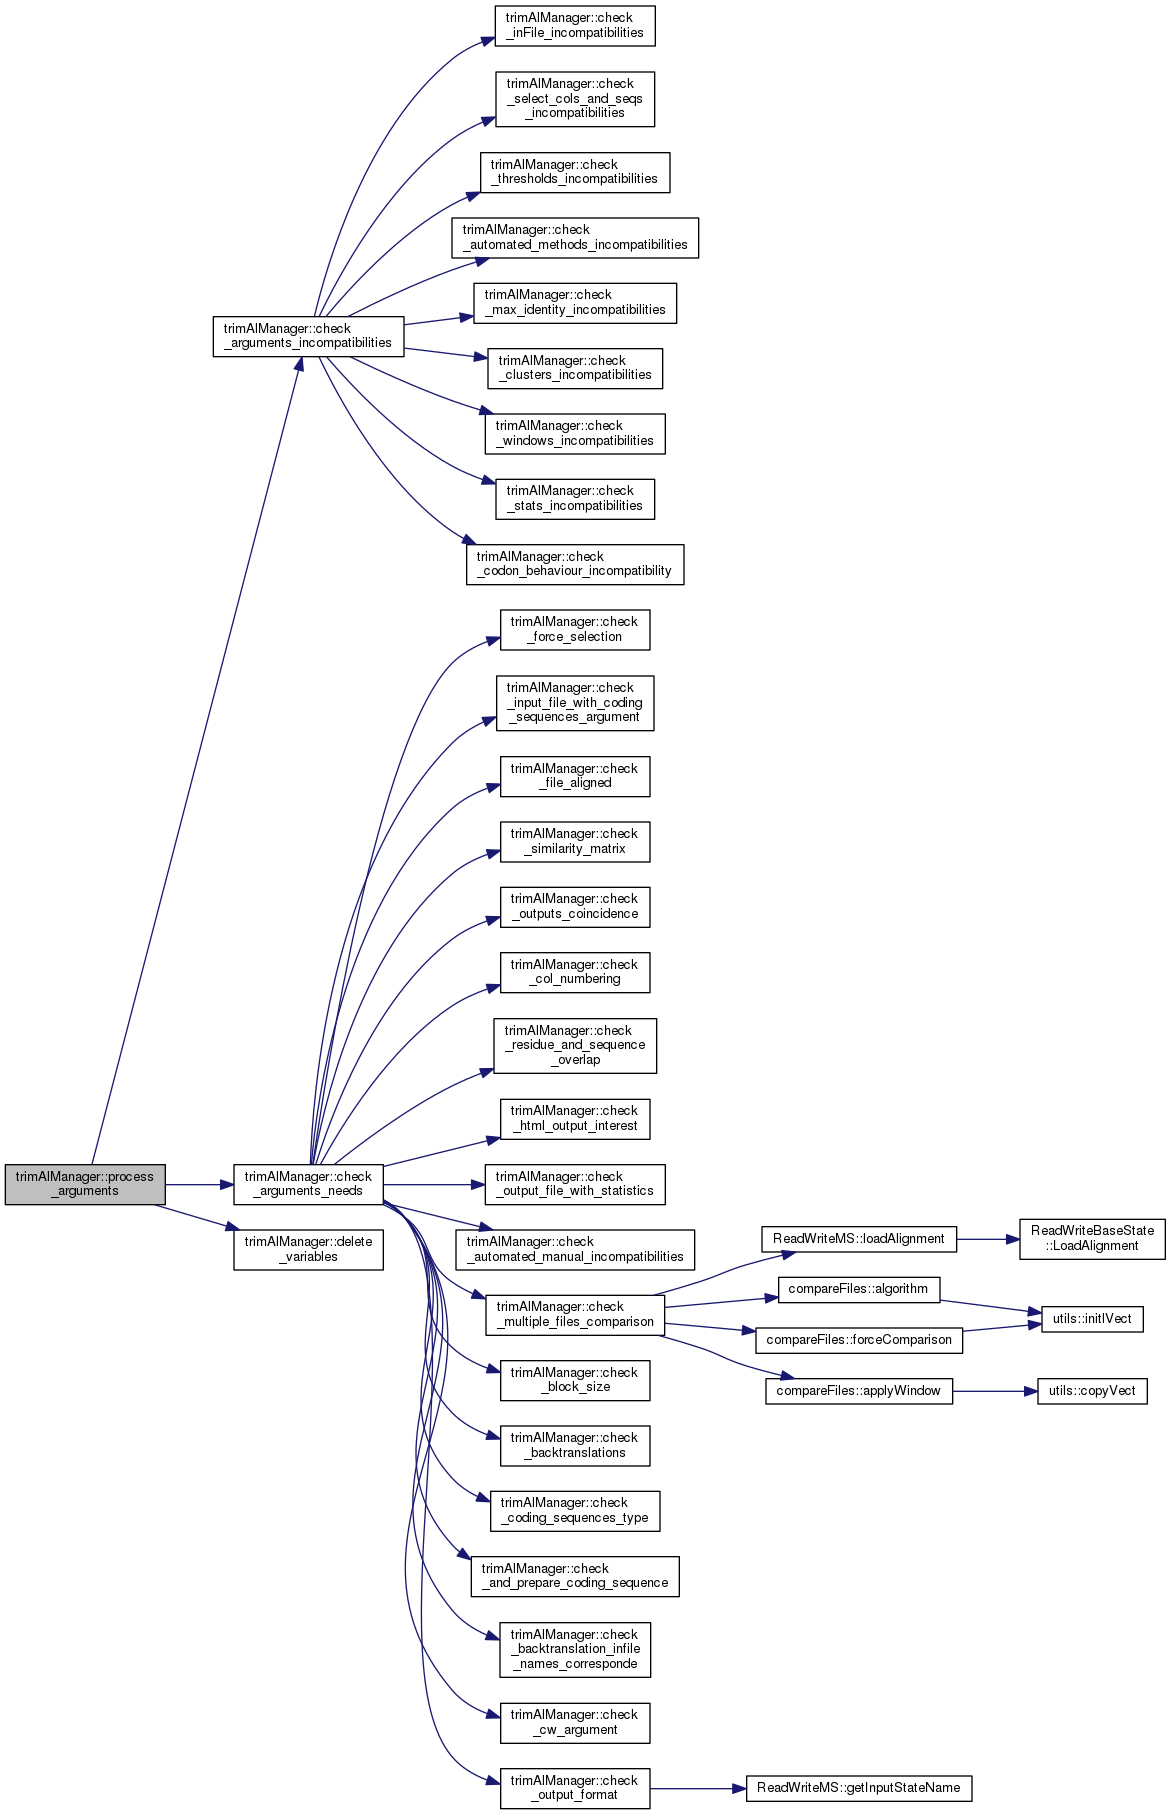 trimAlManager::check
_inFile_incompatibilities
trimAlManager::check
_select_cols_and_seqs
_incompatibilities
trimAlManager::check
_thresholds_incompatibilities
trimAlManager::check
_automated_methods_incompatibilities
trimAlManager::check
_max_identity_incompatibilities
trimAlManager::check
_arguments_incompatibilities
trimAlManager::check
_clusters_incompatibilities
trimAlManager::check
_windows_incompatibilities
trimAlManager::check
_stats_incompatibilities
trimAlManager::check
_codon_behaviour_incompatibility
trimAlManager::check
_force_selection
trimAlManager::check
_input_file_with_coding
_sequences_argument
trimAlManager::check
_file_aligned
trimAlManager::check
_similarity_matrix
trimAlManager::check
_outputs_coincidence
trimAlManager::check
_col_numbering
trimAlManager::check
_residue_and_sequence
_overlap
trimAlManager::check
_html_output_interest
trimAlManager::process
_arguments
trimAlManager::check
_arguments_needs
trimAlManager::check
_output_file_with_statistics
trimAlManager::delete
_variables
trimAlManager::check
_automated_manual_incompatibilities
ReadWriteMS::loadAlignment
ReadWriteBaseState
::LoadAlignment
trimAlManager::check
_multiple_files_comparison
compareFiles::algorithm
utils::initlVect
compareFiles::forceComparison
compareFiles::applyWindow
utils::copyVect
trimAlManager::check
_block_size
trimAlManager::check
_backtranslations
trimAlManager::check
_coding_sequences_type
trimAlManager::check
_and_prepare_coding_sequence
trimAlManager::check
_backtranslation_infile
_names_corresponde
trimAlManager::check
_cw_argument
trimAlManager::check
_output_format
ReadWriteMS::getInputStateName